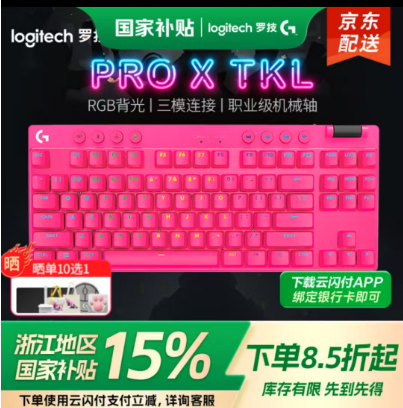 logitech 罗技
国家补贴 | logitech 罗技 G
京东
配送
PRO X TKL
RGB背光 | 三模连接 | 职业级机械轴
G
晒
晒单10选1
下载云闪付APP
绑定银行卡即可
浙江地区
国家补贴
15%
下单8.5折起
下单使用云闪付支付立减,详询客服
库存有限 先到先得